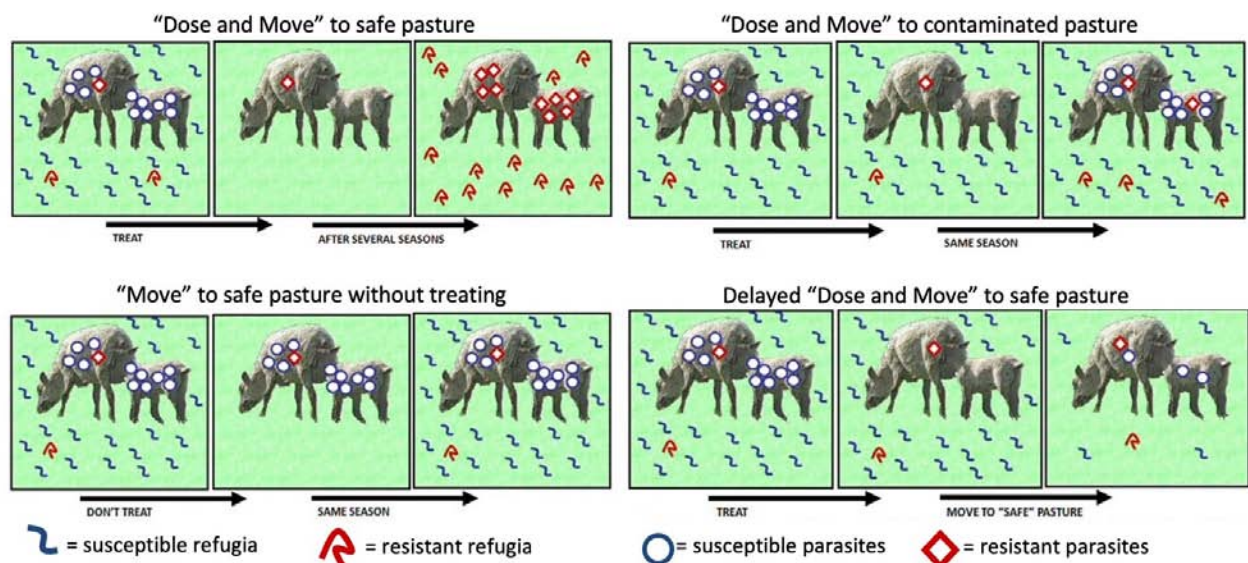 “Dose and Move” to safe pasture
TREAT
AFTER SEVERAL SEASONS
“Dose and Move” to contaminated pasture
TREAT
SAME SEASON
“Move” to safe pasture without treating
DON'T TREAT
SAME SEASON
Delayed “Dose and Move” to safe pasture
TREAT
MOVE TO “SAFE” PASTURE
= susceptible refugia
= resistant refugia
= susceptible parasites
= resistant parasites